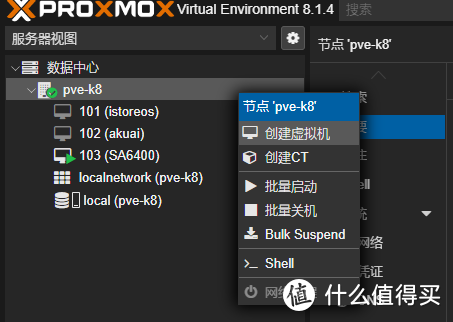 PROXMOX Virtual Environment 8.1.4
搜索
服务器视图
节点 'pve-k8'
数据中心
pve-k8
101 (istoreos)
102 (akuai)
103 (SA6400)
localnetwork (pve-k8)
local (pve-k8)
节点 'pve-k8'
创建虚拟机
创建CT
批量启动
批量关机
Bulk Suspend
Shell
网络
凭证
值 什么值得买